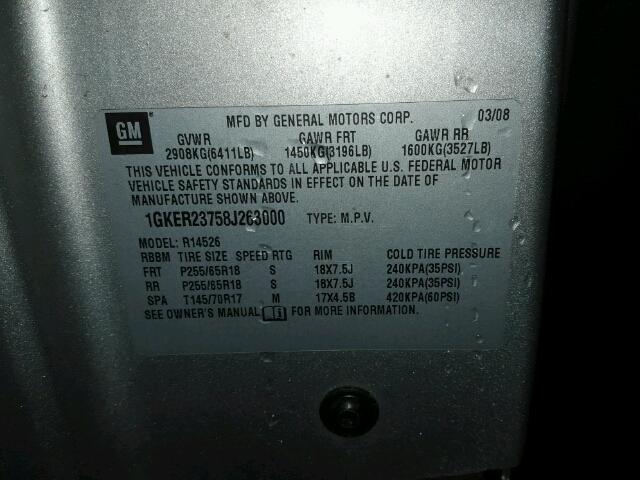 GM ® MFD BY GENERAL MOTORS CORP. 03/08
GVWR GAWR FRT GAWR RR
2908KG(6411LB) 1450KG(3196LB) 1600KG(3527LB)
THIS VEHICLE CONFORMS TO ALL APPLICABLE U.S. FEDERAL MOTOR
VEHICLE SAFETY STANDARDS IN EFFECT ON THE DATE OF
MANUFACTURE SHOWN ABOVE.
1GKER23758J263000 TYPE: M.P.V.
MODEL: R14526
RBBM TIRE SIZE SPEED RTG RIM COLD TIRE PRESSURE
FRT P255/65R18 S 18X7.5J 240KPA(35PSI)
RR P255/65R18 S 18X7.5J 240KPA(35PSI)
SPA T145/70R17 M 17X4.5B 420KPA(60PSI)
SEE OWNER'S MANUAL FOR MORE INFORMATION.